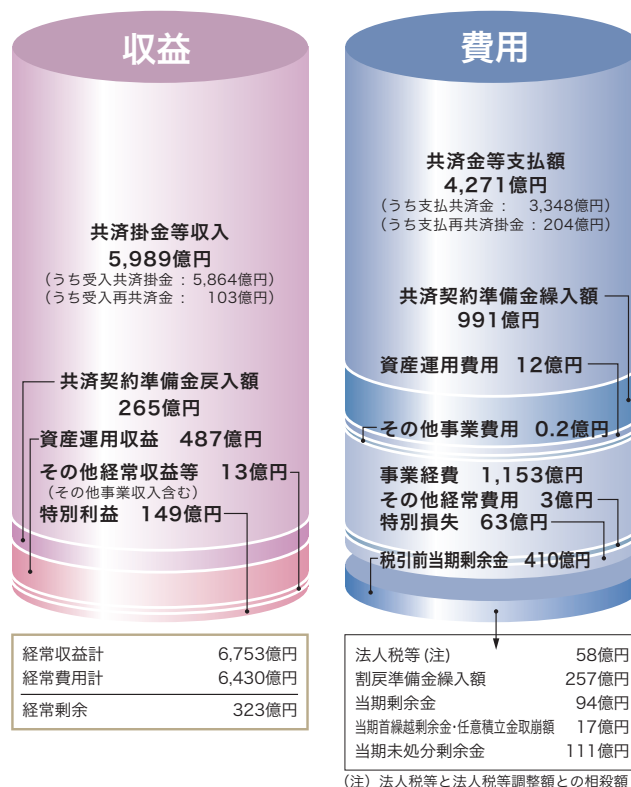 収益
共済掛金等収入
5,989億円
（うち受入共済掛金：5,864億円）
（うち受入再共済金： 103億円）
共済契約準備金戻入額
265億円
資産運用収益 487億円
その他経常収益等 13億円
（その他事業収入含む）
特別利益 149億円
経常収益計 6,753億円
経常費用計 6,430億円
経常剰余 323億円
費用
共済金等支払額
4,271億円
（うち支払共済金： 3,348億円）
（うち支払再共済掛金：204億円）
共済契約準備金繰入額
991億円
資産運用費用 12億円
その他事業費用 0.2億円
事業経費 1,153億円
その他経常費用 3億円
特別損失 63億円
税引前当期剰余金 410億円
法人税等(注) 58億円
割戻準備金繰入額 257億円
当期剰余金 94億円
当期首繰越剰余金・任意積立金取崩額 17億円
当期未処分剰余金 111億円
(注) 法人税等と法人税等調整額との相殺額